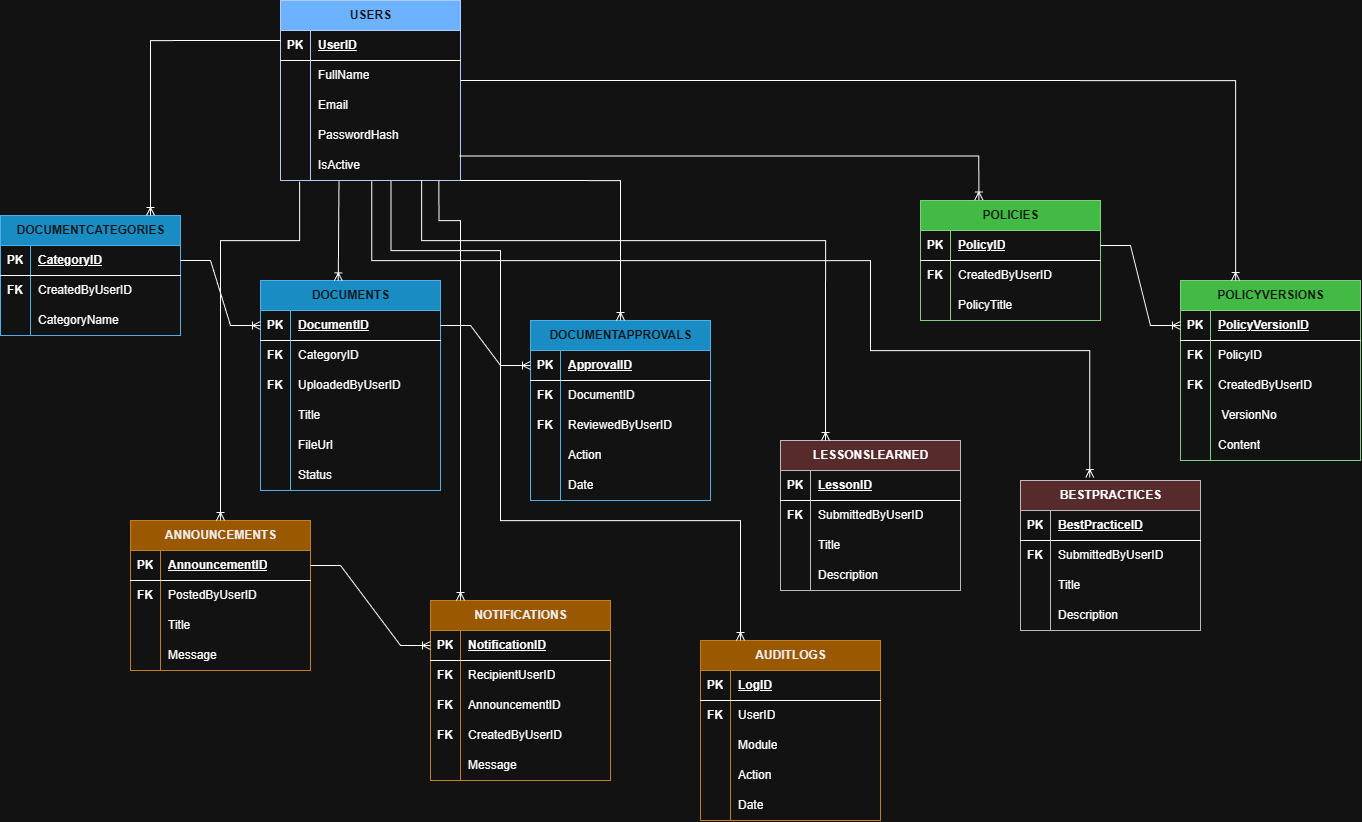 USERS
PK UserID
FullName
Email
PasswordHash
IsActive
DOCUMENTCATEGORIES
PK CategoryID
FK CreatedByUserID
CategoryName
DOCUMENTS
PK DocumentID
FK CategoryID
FK UploadedByUserID
Title
FileUrl
Status
DOCUMENTAPPROVALS
PK ApprovalID
FK DocumentID
FK ReviewedByUserID
Action
Date
POLICIES
PK PolicyID
FK CreatedByUserID
PolicyTitle
POLICYVERSIONS
PK PolicyVersionID
FK PolicyID
FK CreatedByUserID
VersionNo
Content
LESSONSLEARNED
PK LessonID
FK SubmittedByUserID
Title
Description
BESTPRACTICES
PK BestPracticeID
FK SubmittedByUserID
Title
Description
ANNOUNCEMENTS
PK AnnouncementID
FK PostedByUserID
Title
Message
NOTIFICATIONS
PK NotificationID
FK RecipientUserID
FK AnnouncementID
FK CreatedByUserID
Message
AUDITLOGS
PK LogID
FK UserID
Module
Action
Date